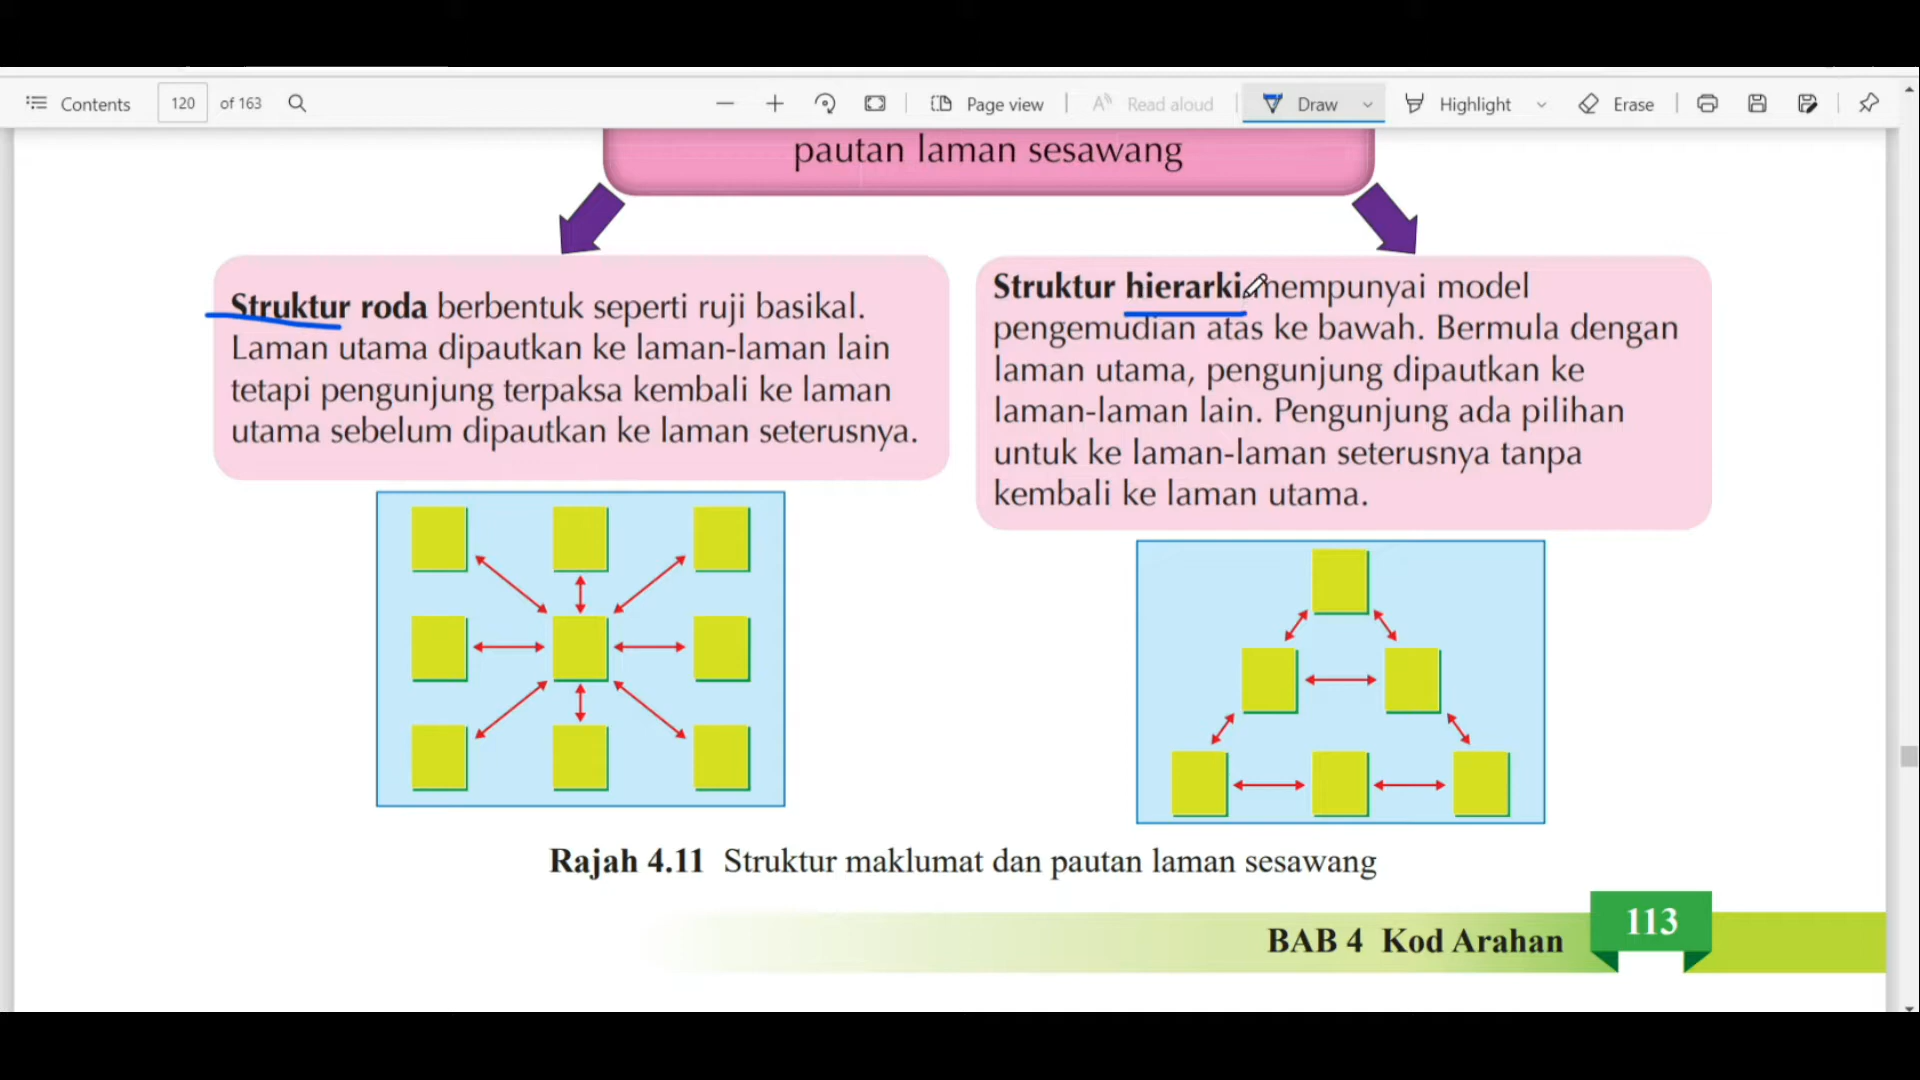 Contents
120
of 163
Page view
Read aloud
Draw
Highlight
Erase
pautan laman sesawang
Struktur roda berbentuk seperti ruji basikal.
Laman utama dipautkan ke laman-laman lain
tetapi pengunjung terpaksa kembali ke laman
utama sebelum dipautkan ke laman seterusnya.
Struktur hierarki mempunyai model
pengemudian atas ke bawah. Bermula dengan
laman utama, pengunjung dipautkan ke
laman-laman lain. Pengunjung ada pilihan
untuk ke laman-laman seterusnya tanpa
kembali ke laman utama.
Rajah 4.11 Struktur maklumat dan pautan laman sesawang
BAB 4 Kod Arahan
113